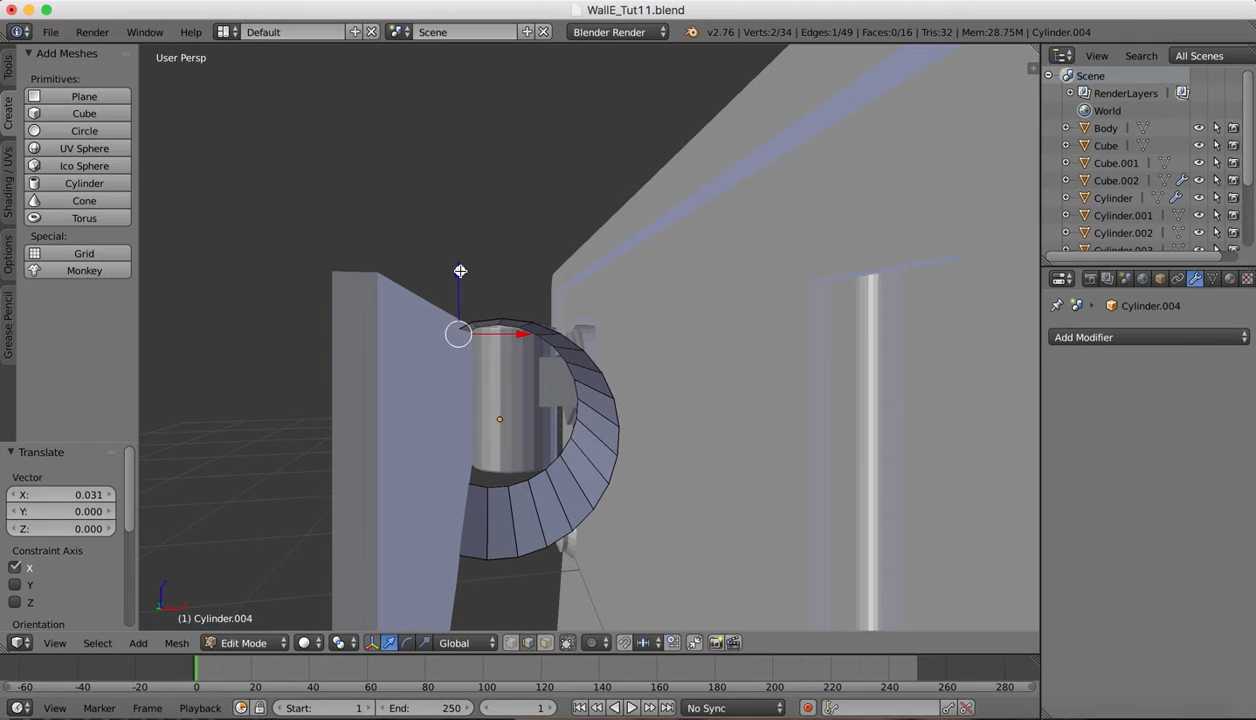 WallE_Tut11.blend
File Render Window Help Default Scene Blender Render v2.76 | Verts:2/34 | Edges:1/49 | Faces:0/16 | Tris:32 | Mem:28.75M | Cylinder.004
Add Meshes
Primitives:
Plane
Cube
Circle
UV Sphere
Ico Sphere
Cylinder
Cone
Torus
Special:
Grid
Monkey
Tools
Create
Shading / UVs
Options
Grease Pencil
Translate
Vector
X: 0.031
Y: 0.000
Z: 0.000
Constraint Axis
X
Y
Z
Orientation
User Persp
(1) Cylinder.004
View Select Add Mesh Edit Mode Global
View Search All Scenes
Scene
RenderLayers
World
Body
Cube
Cube.001
Cube.002
Cylinder
Cylinder.001
Cylinder.002
Cylinder.004
Add Modifier
-60 -40 -20 0 20 40 60 80 100 120 140 160 180 200 220 240 260 280
View Marker Frame Playback Start: 1 End: 250 1 No Sync